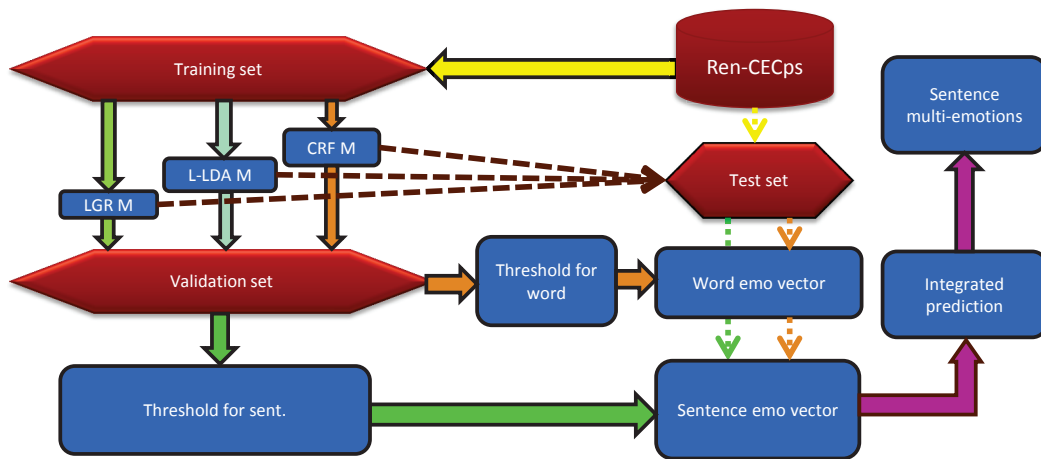 Training set
Ren-CECps
Sentence
multi-emotions
CRF M
L-LDA M
LGR M
Test set
Validation set
Threshold for
word
Word emo vector
Integrated
prediction
Threshold for sent.
Sentence emo vector